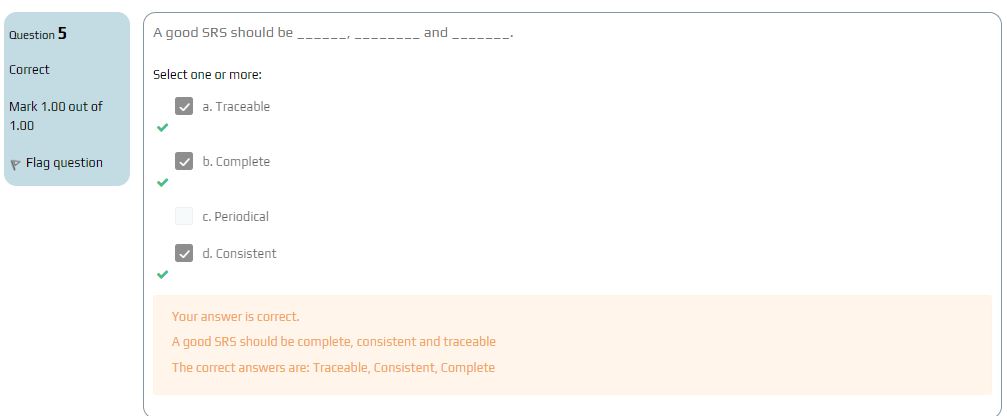 Question 5
Correct
Mark 1.00 out of
1.00
Flag question
A good SRS should be ______, ________ and _______.
Select one or more:
a. Traceable
b. Complete
c. Periodical
d. Consistent
Your answer is correct.
A good SRS should be complete, consistent and traceable
The correct answers are: Traceable, Consistent, Complete